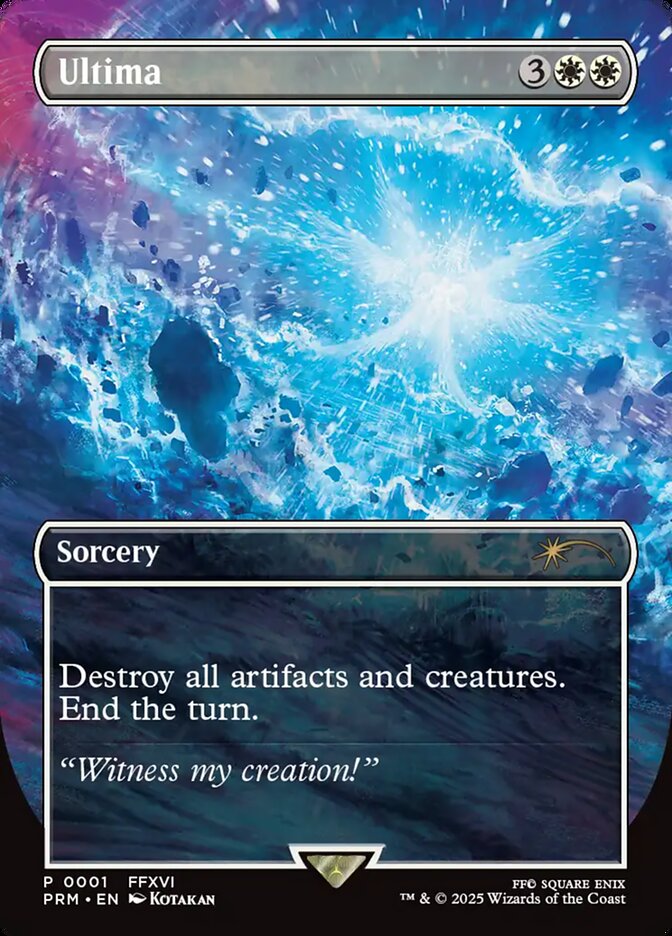 Ultima 3
Sorcery
Destroy all artifacts and creatures.
End the turn.
“Witness my creation!”
P 0001 FFXVI
PRM • EN KOTAKAN
FF© SQUARE ENIX
™ & © 2025 Wizards of the Coast